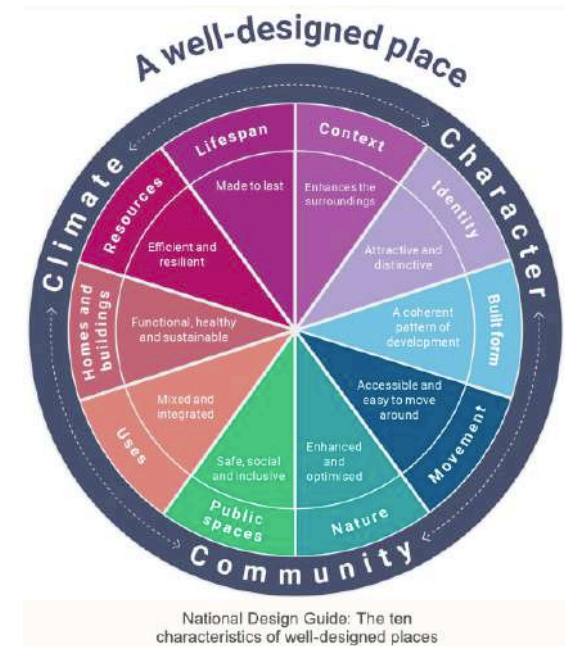 A well-designed place
Climate
Character
Community
Context
Enhances the
surroundings
Identity
Attractive and
distinctive
Built form
A coherent
pattern of
development
Movement
Accessible and
easy to move
around
Nature
Enhanced
and
optimised
Public
spaces
Safe, social
and inclusive
Uses
Mixed and
integrated
Homes and
buildings
Functional, healthy
and sustainable
Resources
Efficient and
resilient
Lifespan
Made to last
National Design Guide: The ten
characteristics of well-designed places